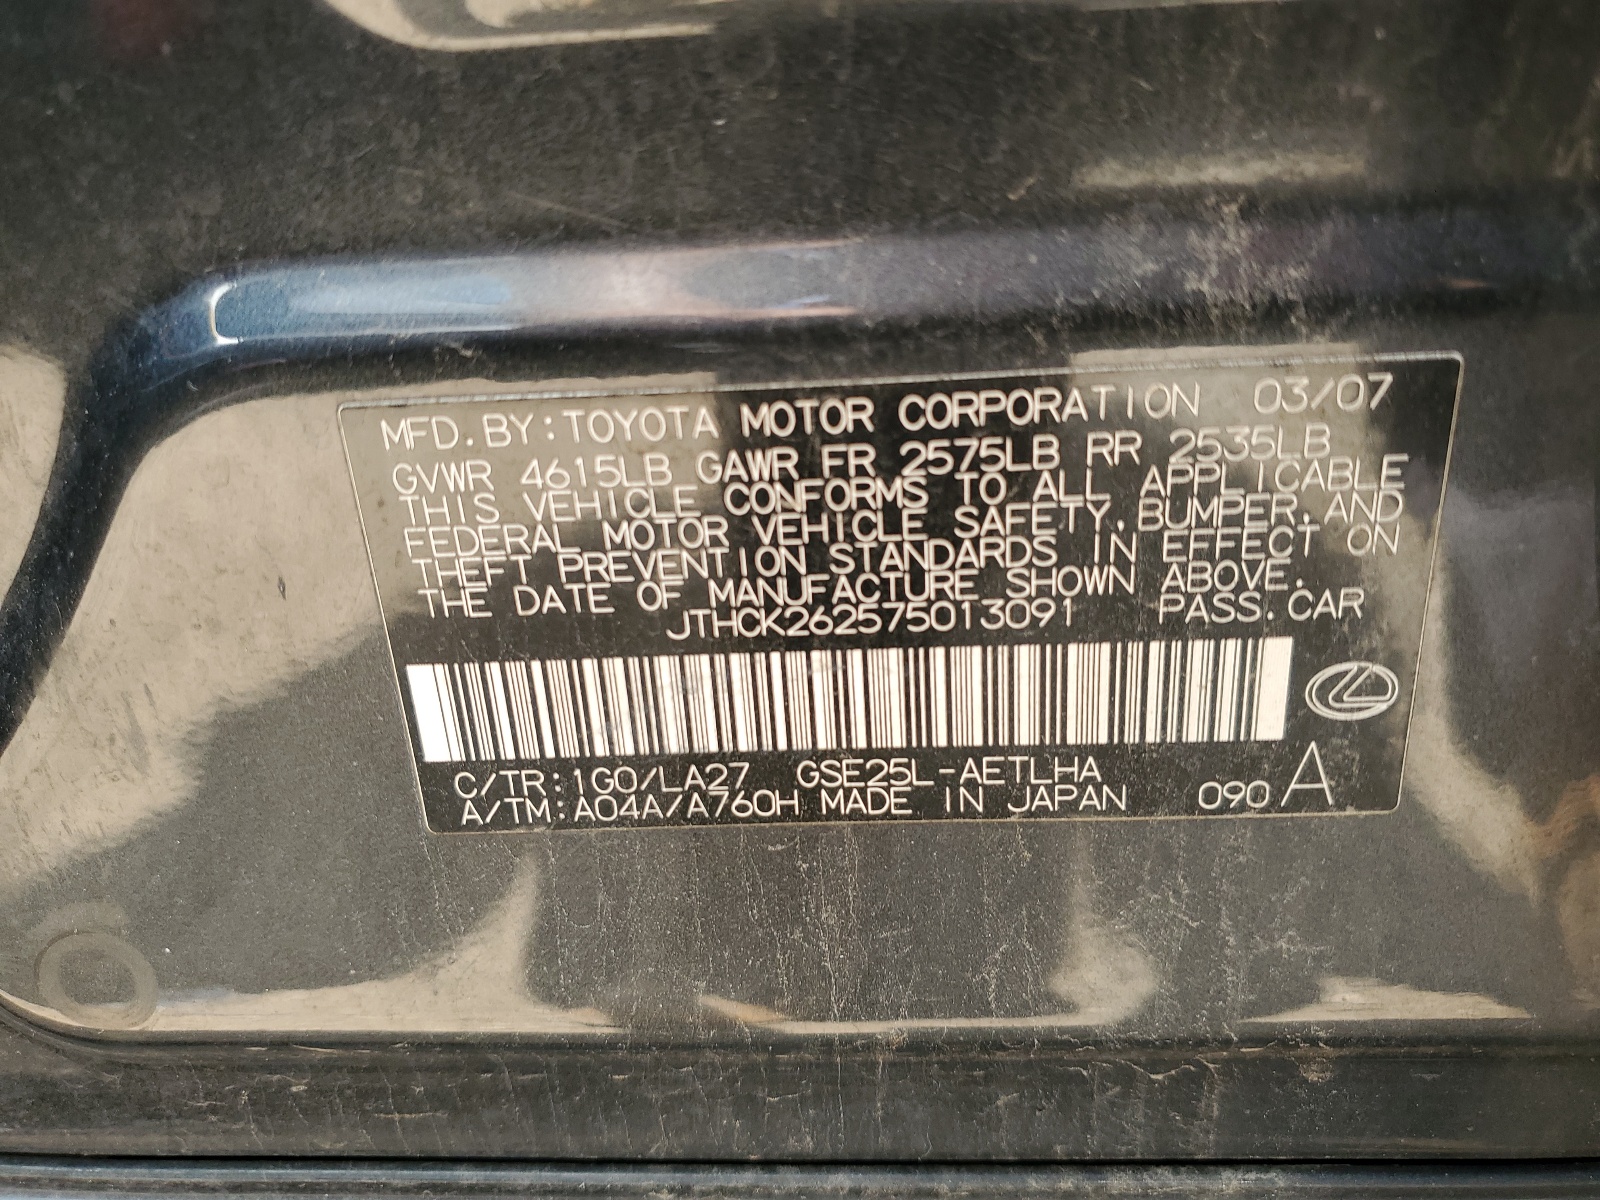 MFD. BY: TOYOTA MOTOR CORPORATION 03/07
GVWR 4615LB GAWR FR 2575LB RR 2535LB
THIS VEHICLE CONFORMS TO ALL APPLICABLE
FEDERAL MOTOR VEHICLE SAFETY, BUMPER, AND
THEFT PREVENTION STANDARDS IN EFFECT ON
THE DATE OF MANUFACTURE SHOWN ABOVE.
JTHCK262575013091 PASS. CAR
C/TR: 1G0/LA27 GSE25L-AETLHA
A/TM: A04A/A760H MADE IN JAPAN 090 A